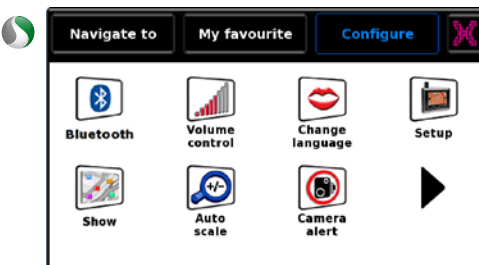 Navigate to My favourite Configure
Bluetooth Volume control Change language Setup
Show +/- Auto scale Camera alert